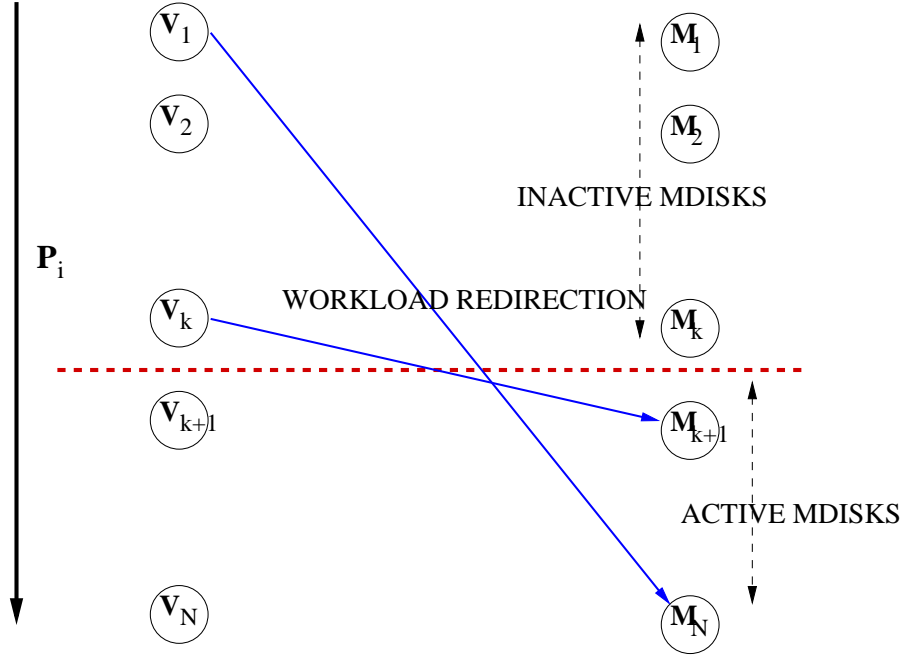 V1 M1
V2 M2
INACTIVE MDISKS
Pi
WORKLOAD REDIRECTION
Vk Mk
Vk+1 Mk+1
ACTIVE MDISKS
VN MN